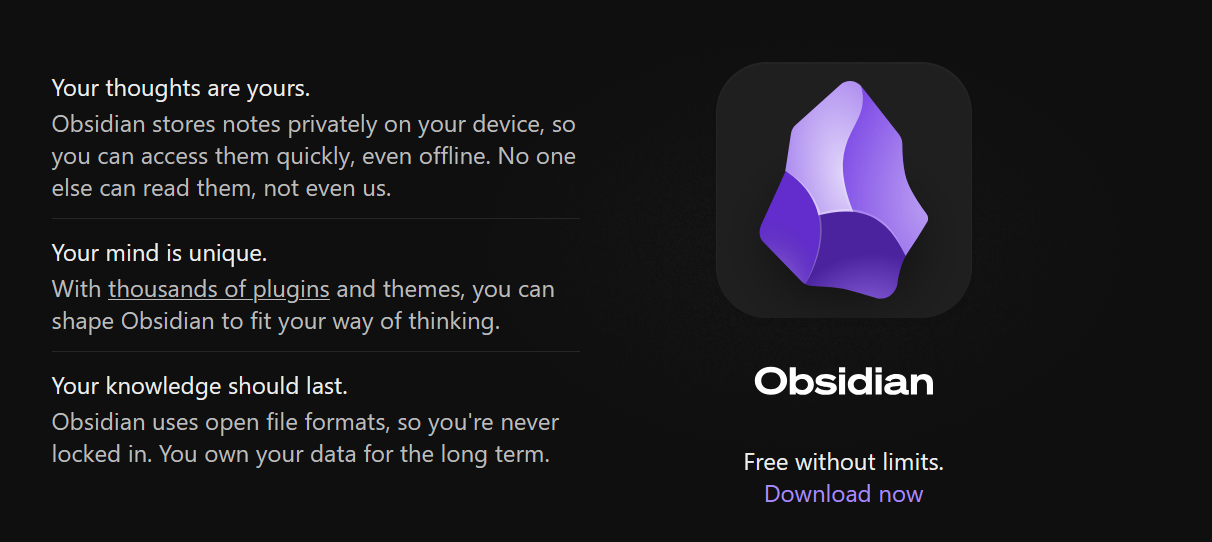 Your thoughts are yours.
Obsidian stores notes privately on your device, so
you can access them quickly, even offline. No one
else can read them, not even us.
Your mind is unique.
With thousands of plugins and themes, you can
shape Obsidian to fit your way of thinking.
Your knowledge should last.
Obsidian uses open file formats, so you're never
locked in. You own your data for the long term.
Obsidian
Free without limits.
Download now